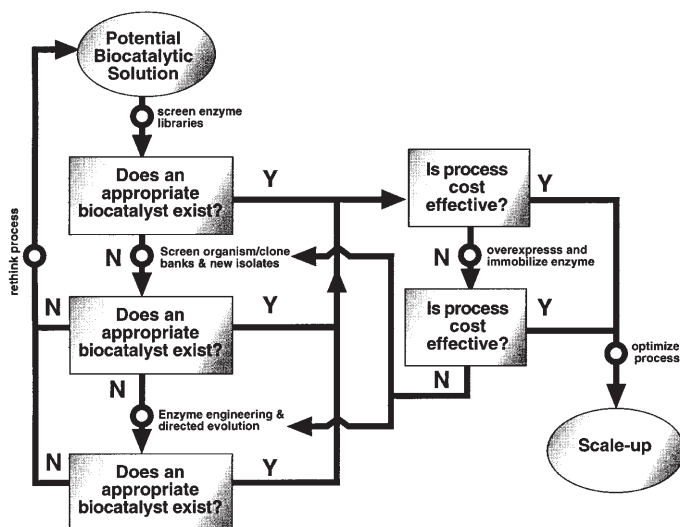 Potential
Biocatalytic
Solution
screen enzyme
libraries
Does an
appropriate
biocatalyst exist?
Y
N
Screen organism/clone
banks & new isolates
Does an
appropriate
biocatalyst exist?
N
Y
N
Enzyme engineering &
directed evolution
Does an
appropriate
biocatalyst exist?
N
Y
rethink process
Is process
cost
effective?
Y
N
overexpresss and
immobilize enzyme
Is process
cost
effective?
Y
N
optimize
process
Scale-up